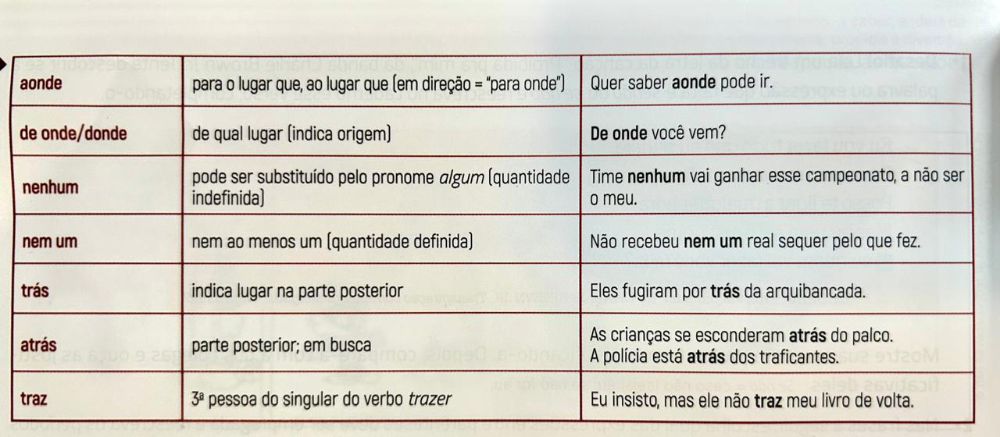 aonde para o lugar que, ao lugar que (em direção = "para onde") Quer saber aonde pode ir.
de onde/donde de qual lugar (indica origem) De onde você vem?
nenhum pode ser substituído pelo pronome algum (quantidade indefinida) Time nenhum vai ganhar esse campeonato, a não ser o meu.
nem um nem ao menos um (quantidade definida) Não recebeu nem um real sequer pelo que fez.
trás indica lugar na parte posterior Eles fugiram por trás da arquibancada.
atrás parte posterior; em busca As crianças se esconderam atrás do palco.
A polícia está atrás dos traficantes.
traz 3ª pessoa do singular do verbo trazer Eu insisto, mas ele não traz meu livro de volta.